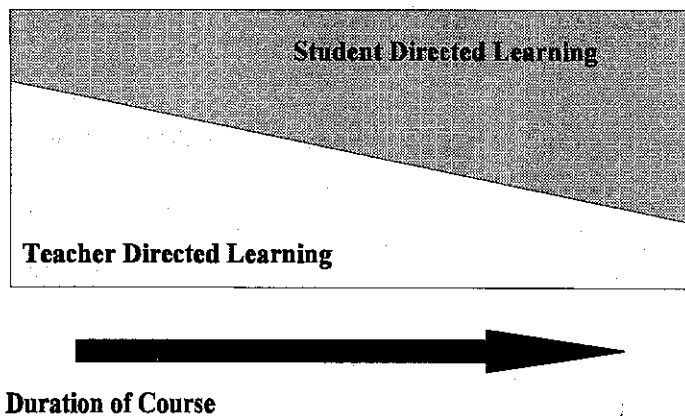 Student Directed Learning
Teacher Directed Learning
Duration of Course